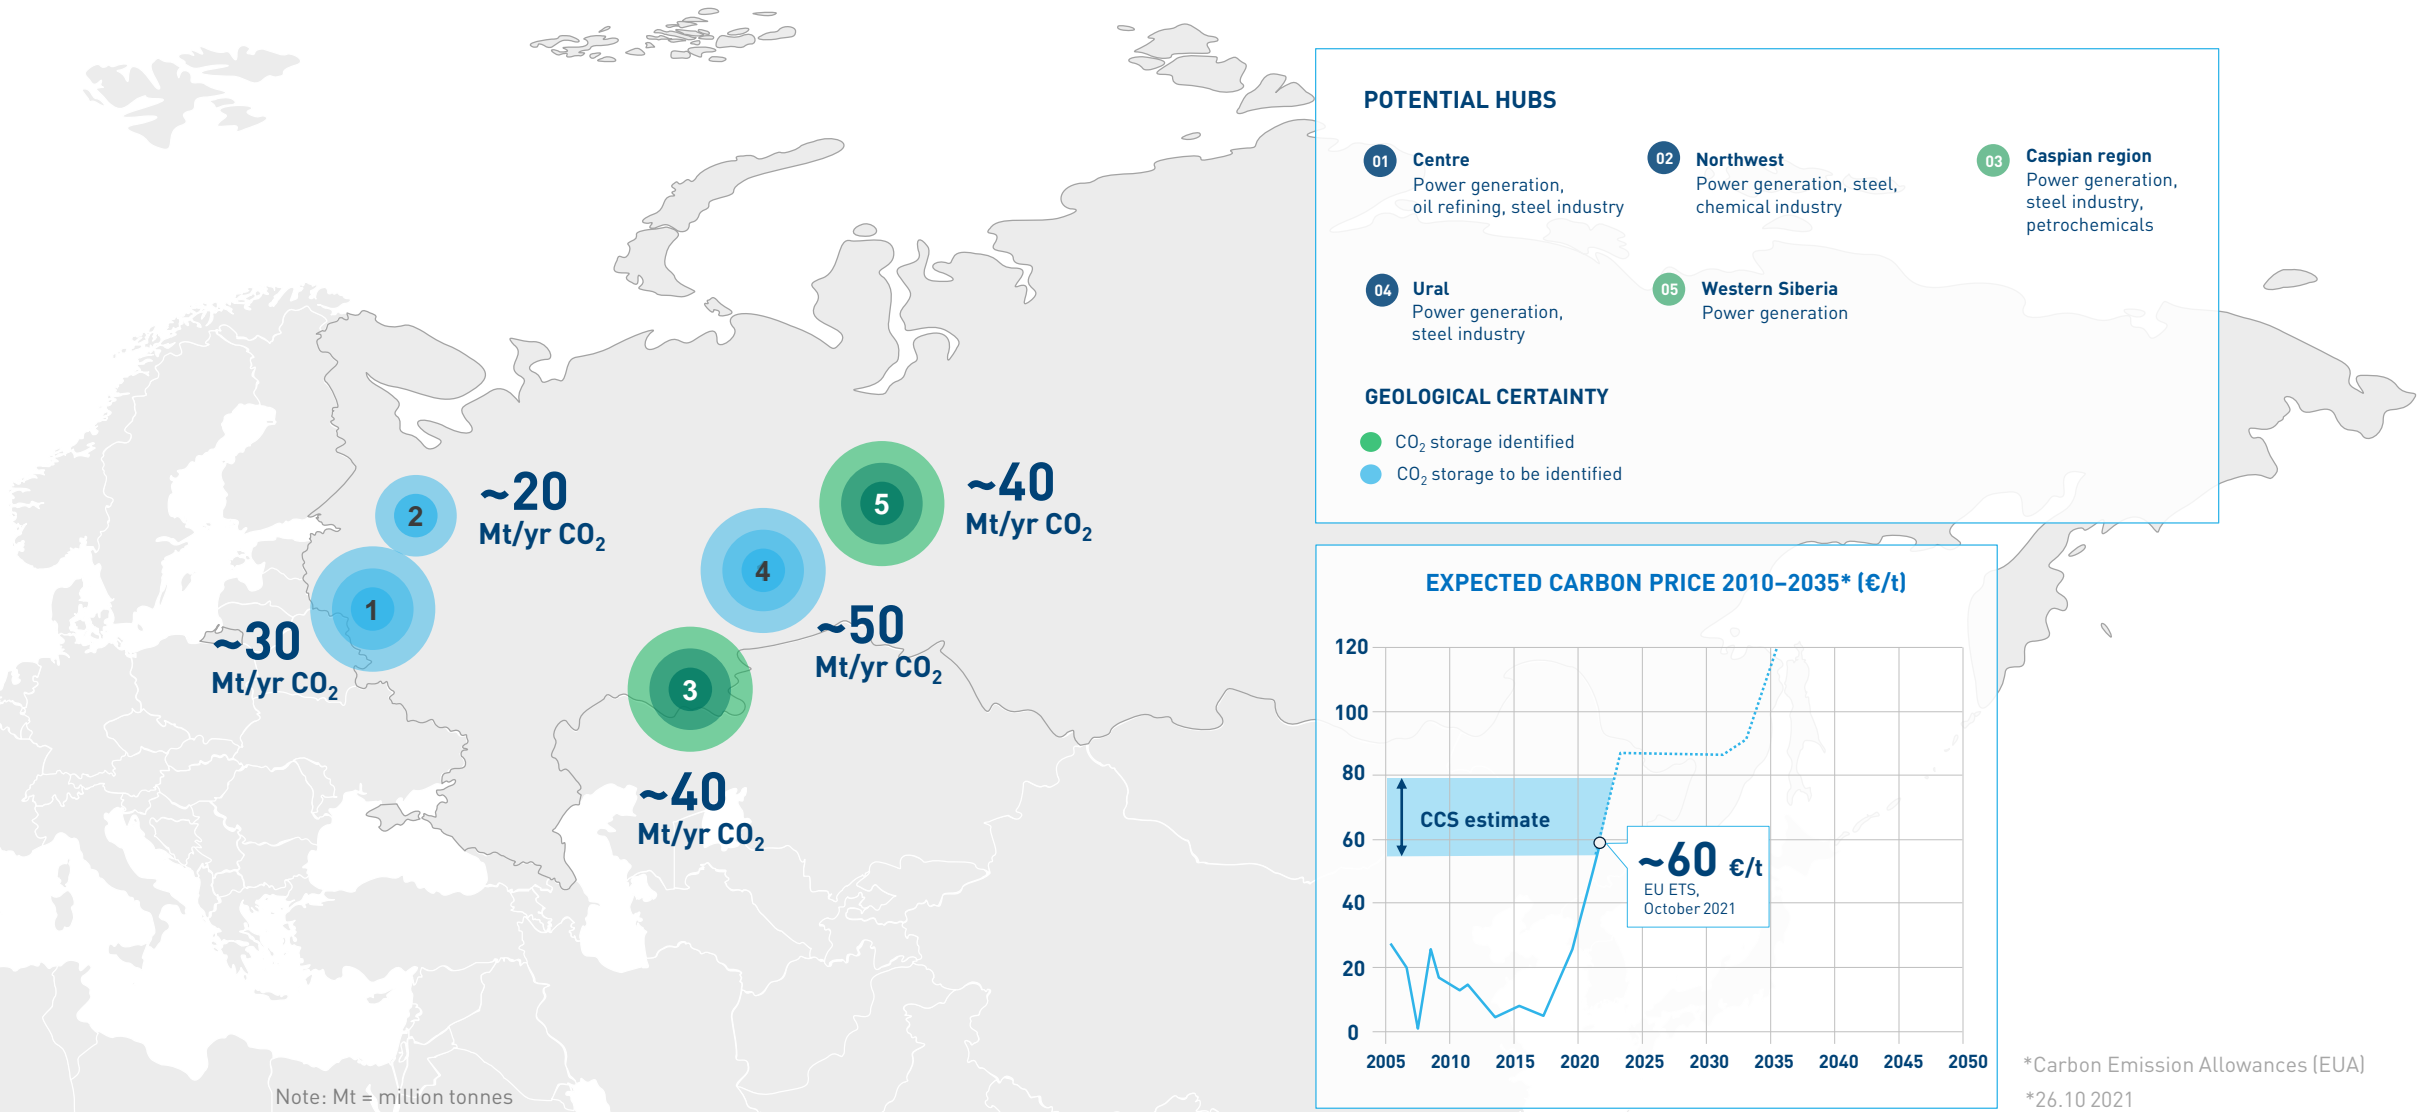 POTENTIAL HUBS
01 Centre
Power generation,
oil refining, steel industry
02 Northwest
Power generation, steel,
chemical industry
03 Caspian region
Power generation,
steel industry,
petrochemicals
04 Ural
Power generation,
steel industry
05 Western Siberia
Power generation
GEOLOGICAL CERTAINTY
CO₂ storage identified
CO₂ storage to be identified
2
~20
Mt/yr CO₂
5
~40
Mt/yr CO₂
1
~30
Mt/yr CO₂
4
~50
Mt/yr CO₂
3
~40
Mt/yr CO₂
EXPECTED CARBON PRICE 2010–2035* (€/t)
120
100
80
60
40
20
0
CCS estimate
~60 €/t
EU ETS,
October 2021
2005 2010 2015 2020 2025 2030 2035 2040 2045 2050
*Carbon Emission Allowances (EUA)
*26.10 2021
Note: Mt = million tonnes